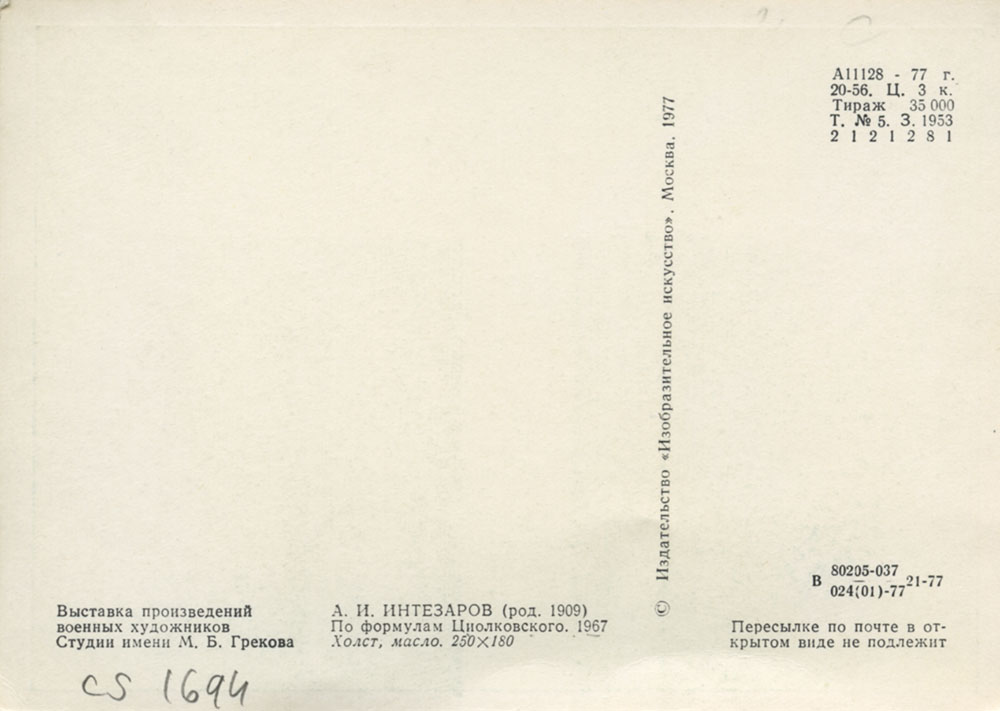 А11128 - 77 г.
20-56. Ц. 3 к.
Тираж 35 000
Т. № 5. З. 1953
2 1 2 1 2 8 1
© Издательство «Изобразительное искусство». Москва. 1977
В 80205-037
024(01)-77 21-77
Пересылке по почте в от-
крытом виде не подлежит
Выставка произведений
военных художников
Студии имени М. Б. Грекова
А. И. ИНТЕЗАРОВ (род. 1909)
По формулам Циолковского. 1967
Холст, масло. 250×180
CS 1694